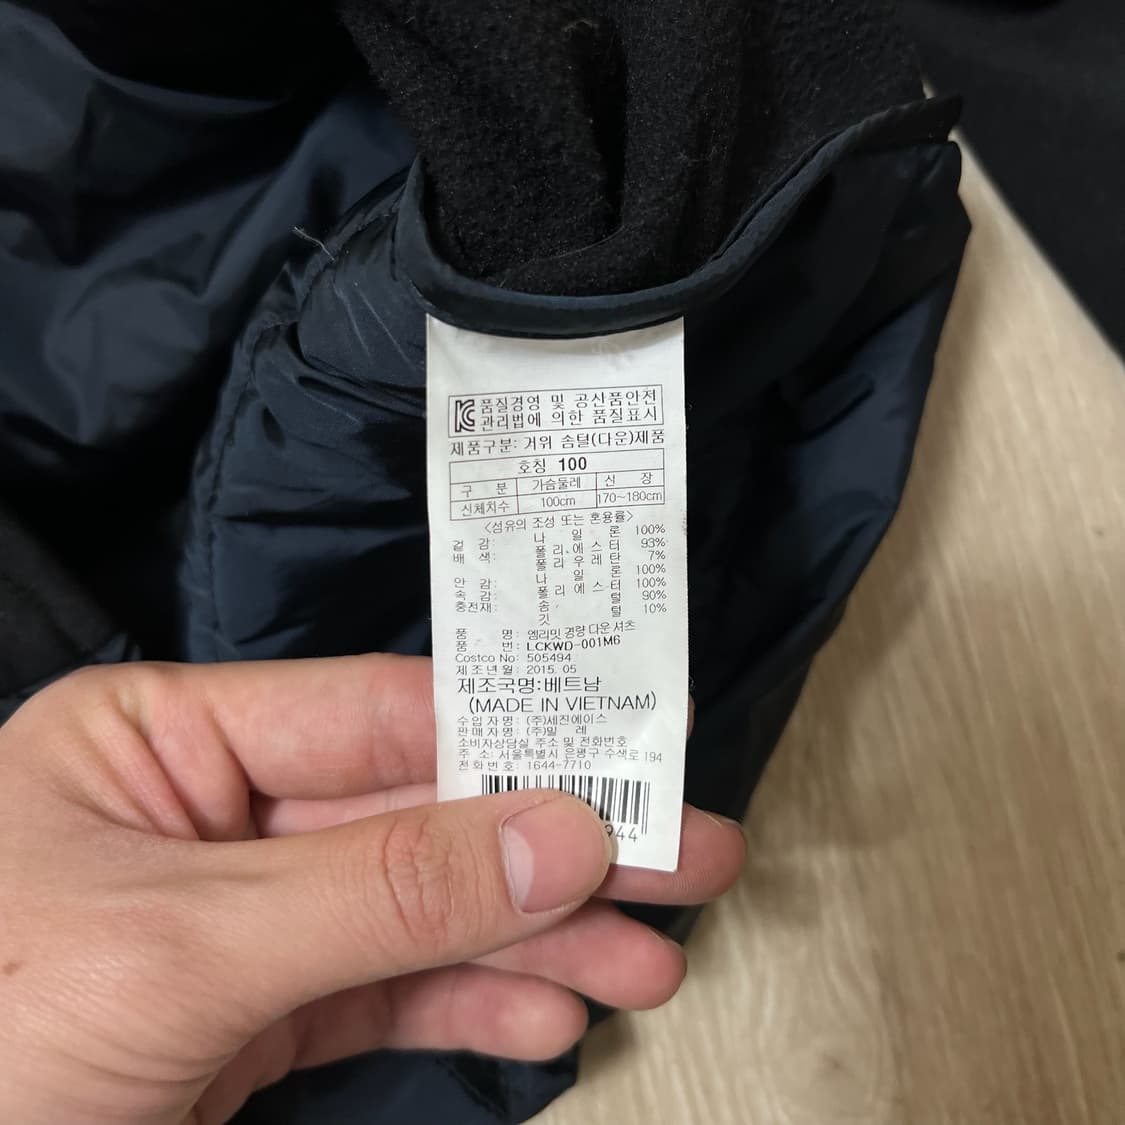 품질경영 및 공산품안전
관리법에 의한 품질표시
제품구분: 거위 솜털(다운)제품
호칭 100
구 분 가슴둘레 신 장
신체치수 100cm 170~180cm
<섬유의 조성 또는 혼용률>
겉 감: 나 일 론 100%
배 색: 폴 리 에 스 터 93%
폴 리 우 레 탄 7%
나 일 론 100%
안 감: 폴 리 에 스 터 100%
속 감: 솜 털 90%
충전재: 깃 털 10%
품 명: 엠리밋 경량 다운 셔츠
품 번: LCKWD-001M6
Costco No: 505494
제조년월: 2015. 05
제조국명:베트남
(MADE IN VIETNAM)
수입자명: (주)세진에이스
판매자명: (주)밀 레
소비자상담실 주소 및 전화번호
주 소: 서울특별시 은평구 수색로 194
전화번호: 1644-7710
944